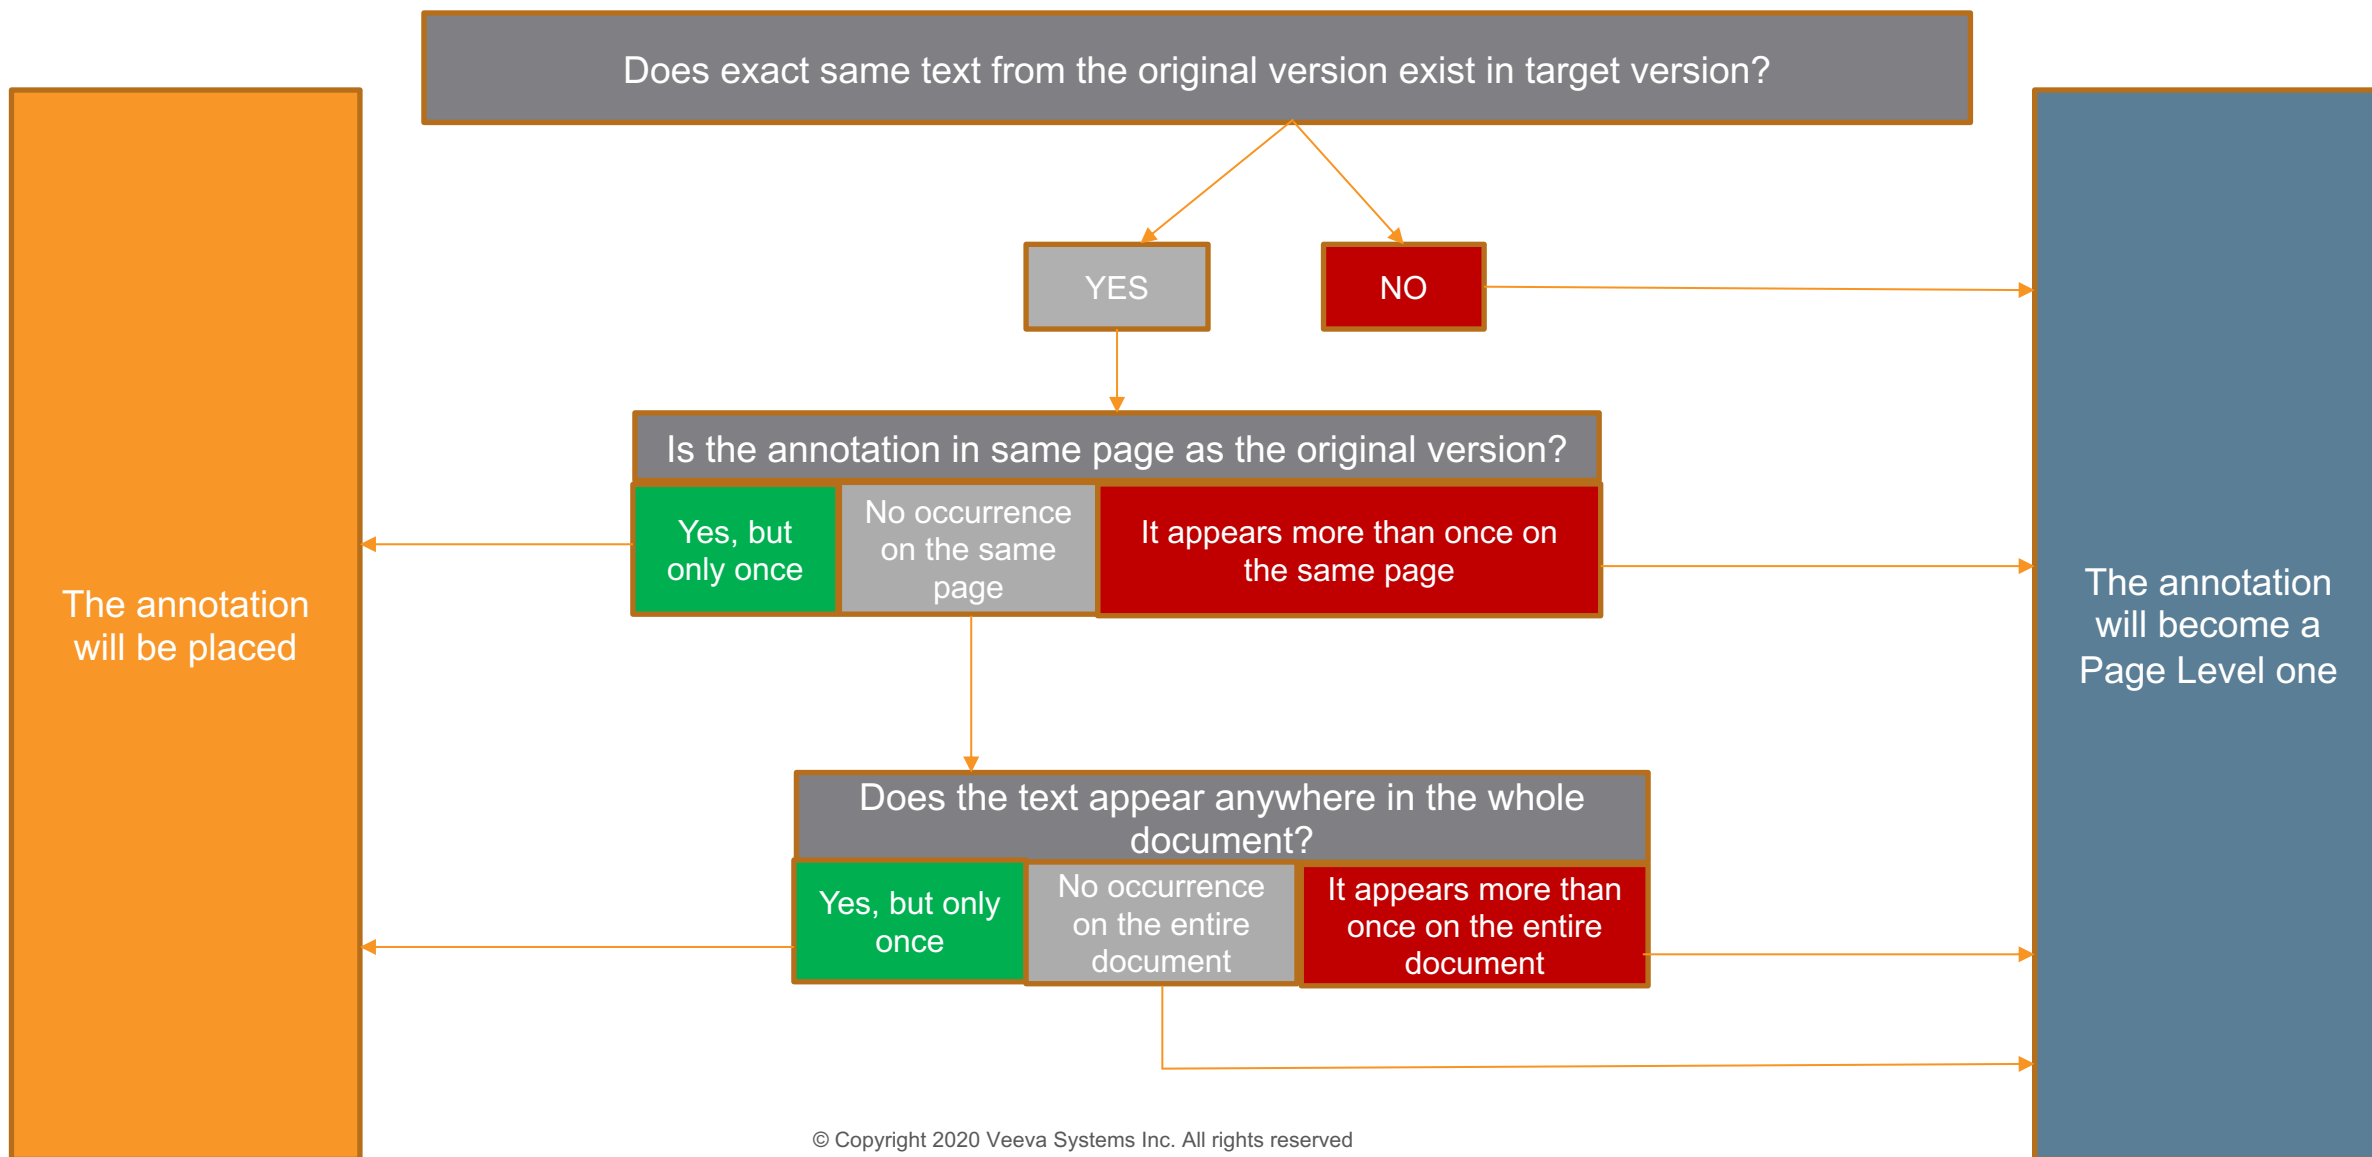 Does exact same text from the original version exist in target version?
YES
NO
Is the annotation in same page as the original version?
Yes, but
only once
No occurrence
on the same
page
It appears more than once on
the same page
The annotation
will be placed
The annotation
will become a
Page Level one
Does the text appear anywhere in the whole
document?
Yes, but only
once
No occurrence
on the entire
document
It appears more than
once on the entire
document
© Copyright 2020 Veeva Systems Inc. All rights reserved